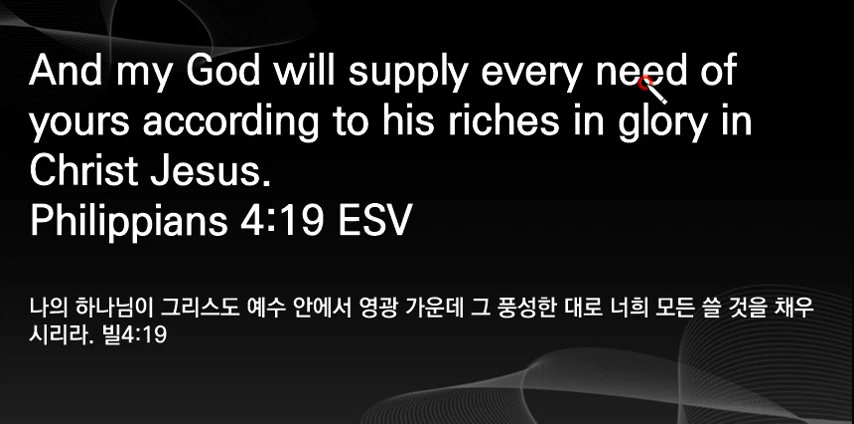 And my God will supply every need of
yours according to his riches in glory in
Christ Jesus.
Philippians 4:19 ESV
나의 하나님이 그리스도 예수 안에서 영광 가운데 그 풍성한 대로 너희 모든 쓸 것을 채우
시리라. 빌4:19